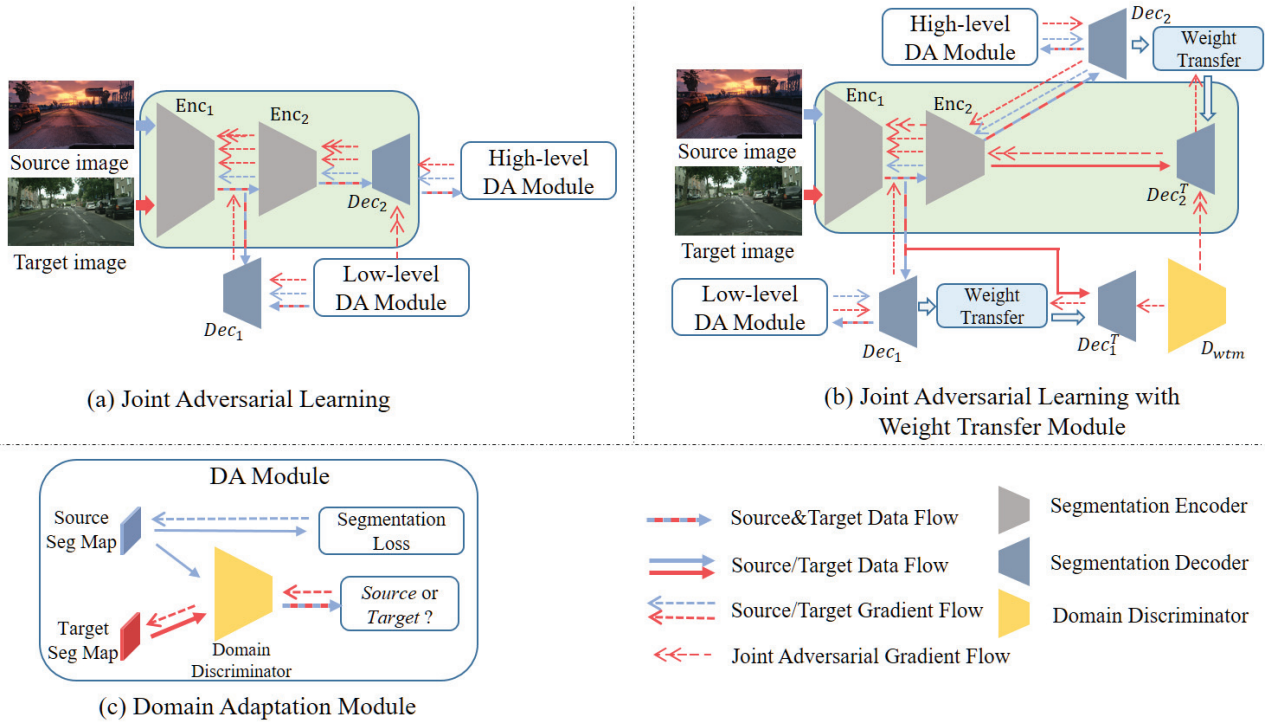 Enc₁
Enc₂
Source image
Target image
Dec₂
High-level
DA Module
Low-level
DA Module
Dec₁
(a) Joint Adversarial Learning
High-level
DA Module
Dec₂
Weight
Transfer
Enc₁
Enc₂
Source image
Target image
Dec₂ᵀ
Low-level
DA Module
Dec₁
Weight
Transfer
Dec₁ᵀ
D_wtm
(b) Joint Adversarial Learning with
Weight Transfer Module
DA Module
Source
Seg Map
Segmentation
Loss
Source or
Target ?
Target
Seg Map
Domain
Discriminator
(c) Domain Adaptation Module
Source&Target Data Flow
Source/Target Data Flow
Source/Target Gradient Flow
Joint Adversarial Gradient Flow
Segmentation Encoder
Segmentation Decoder
Domain Discriminator